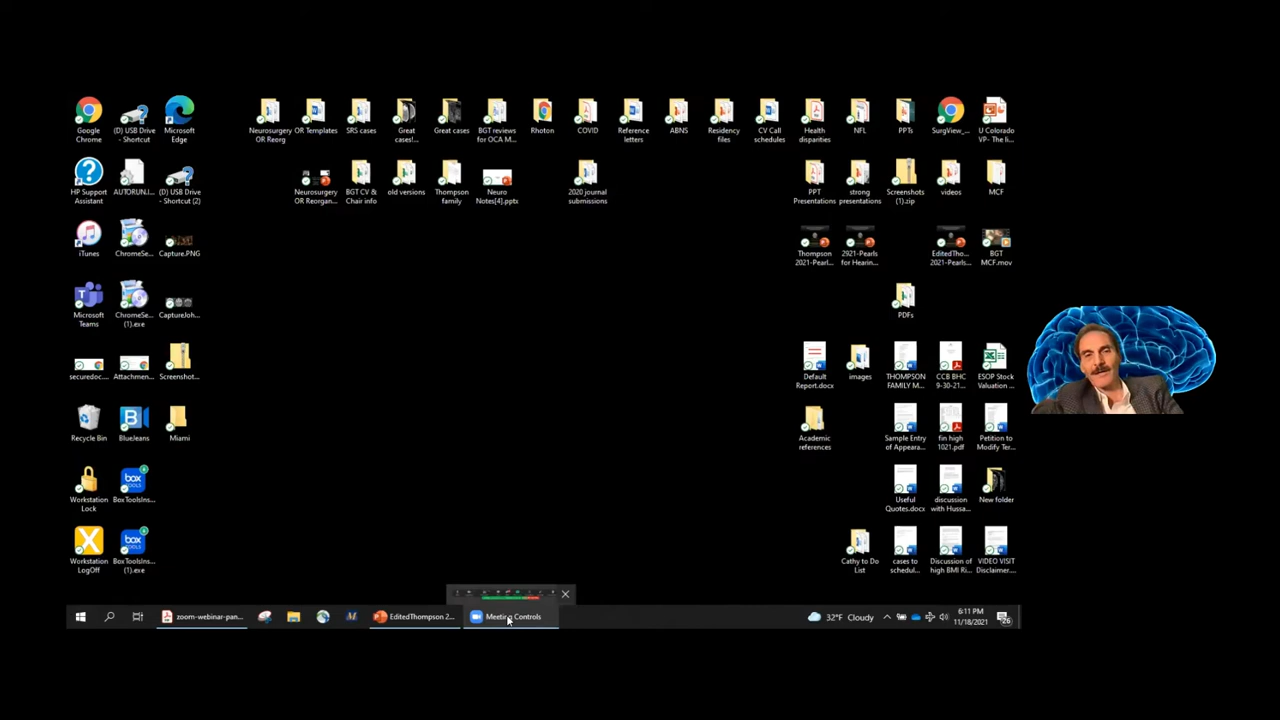 Google
Chrome
(D) USB Drive
- Shortcut
Microsoft
Edge
Neurosurgery
OR Reorg
OR Templates
SRS cases
Great
cases!...
Great cases
BGT reviews
for OCA M...
Rhoton
COVID
Reference
letters
ABNS
Residency
files
CV Call
schedules
Health
disparities
NFL
PPTs
SurgView_...
U Colorado
VP- The li...
HP Support
Assistant
AUTORUN.I...
(D) USB Drive
- Shortcut (2)
Neurosurgery
OR Reorgan...
BGT CV &
Chair info
old versions
Thompson
family
Neuro
Notes[4].pptx
2020 journal
submissions
PPT
Presentations
strong
presentations
Screenshots
(1).zip
videos
MCF
iTunes
ChromeSe...
Capture.PNG
Thompson
2021-Pearl...
2921-Pearls
for Hearin...
EditedTho...
2021-Pearls...
BGT
MCF.mov
Microsoft
Teams
ChromeSe...
(1).exe
CaptureJoh...
PDFs
securedoc...
Attachmen...
Screenshot...
Default
Report.docx
images
THOMPSON
FAMILY M...
CCB BHC
9-30-21...
ESOP Stock
Valuation ...
Recycle Bin
BlueJeans
Miami
Academic
references
Sample Entry
of Appeara...
fin high
1021.pdf
Petition to
Modify Ter...
Workstation
Lock
BoxToolsIns...
Useful
Quotes.docx
discussion
with Hussa...
New folder
Workstation
LogOff
BoxToolsIns...
(1).exe
Cathy to Do
List
cases to
schedul...
Discussion of
high BMI Ri...
VIDEO VISIT
Disclaimer...
zoom-webinar-pan...
EditedThompson 2...
Meeting Controls
32°F Cloudy
6:11 PM
11/18/2021
26